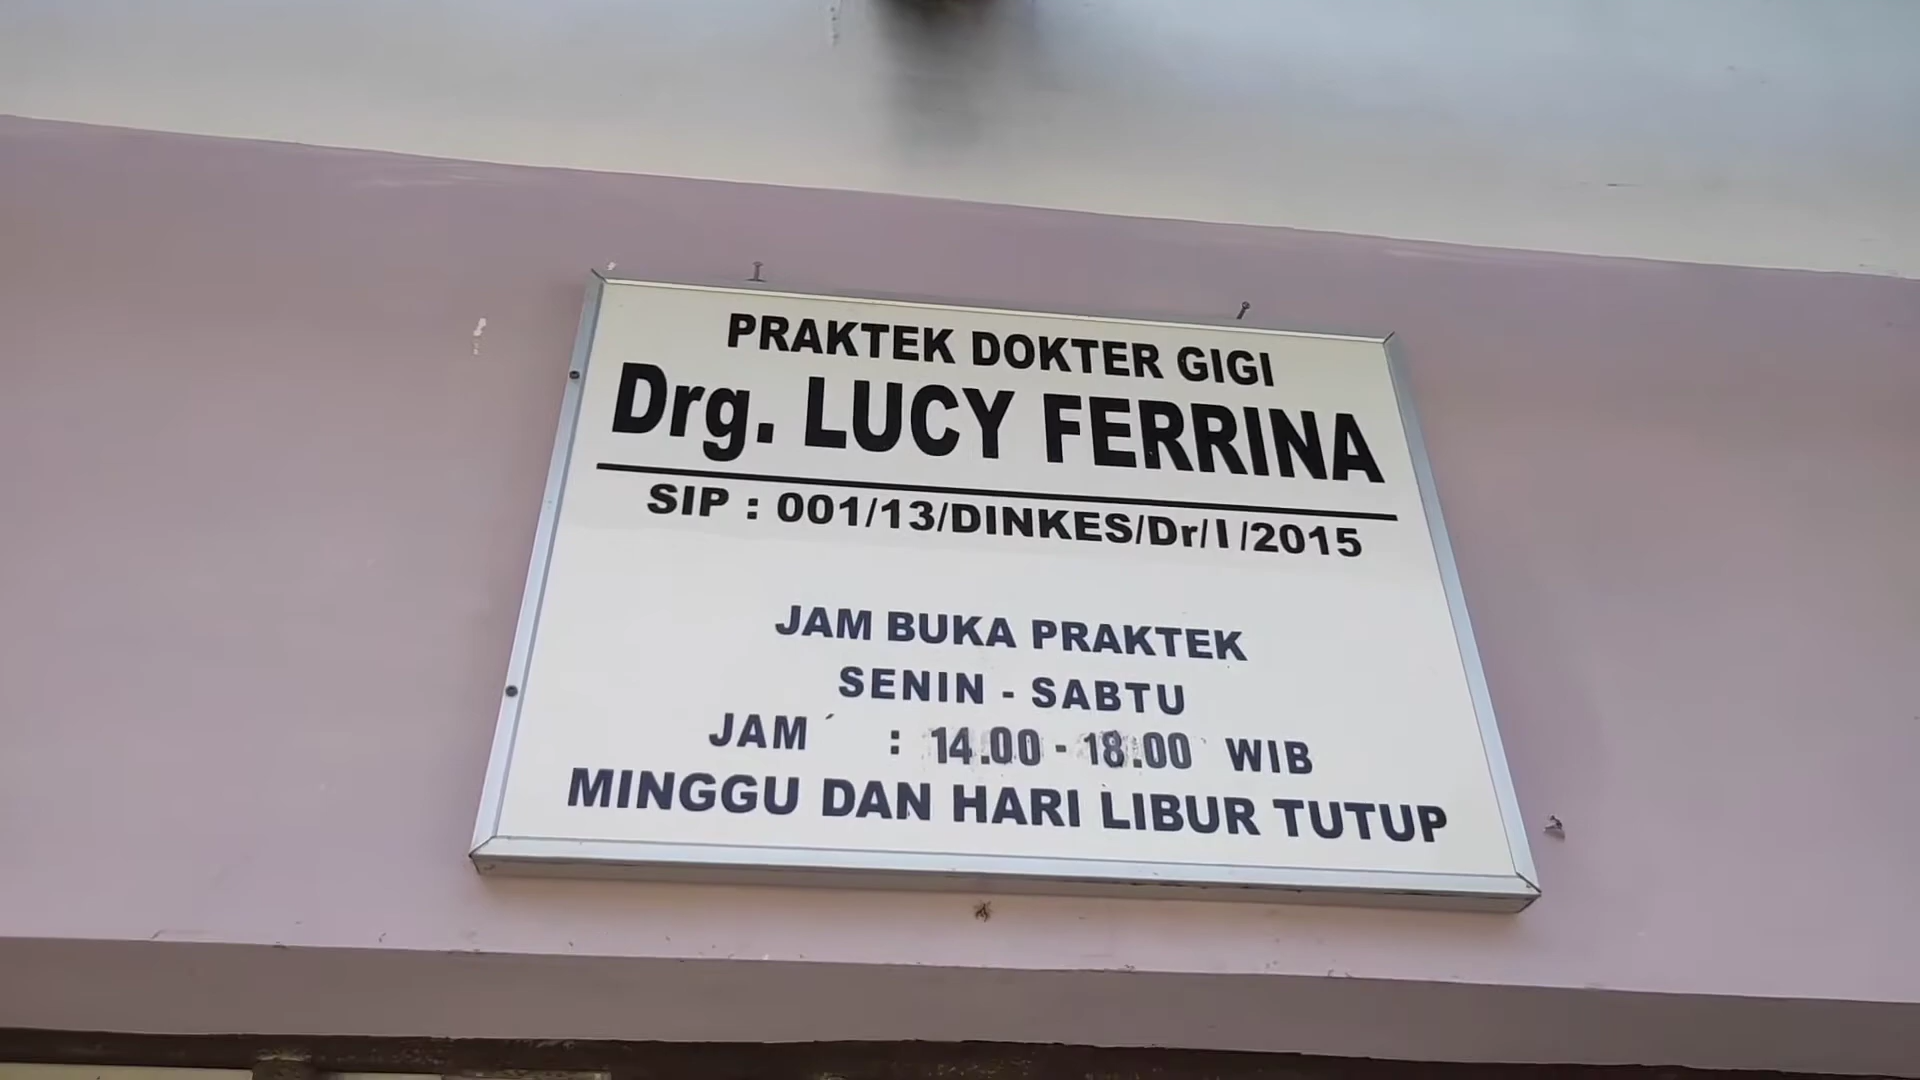 PRAKTEK DOKTER GIGI
Drg. LUCY FERRINA
SIP : 001/13/DINKES/Dr/I/2015
JAM BUKA PRAKTEK
SENIN - SABTU
JAM : 14.00 - 18.00 WIB
MINGGU DAN HARI LIBUR TUTUP